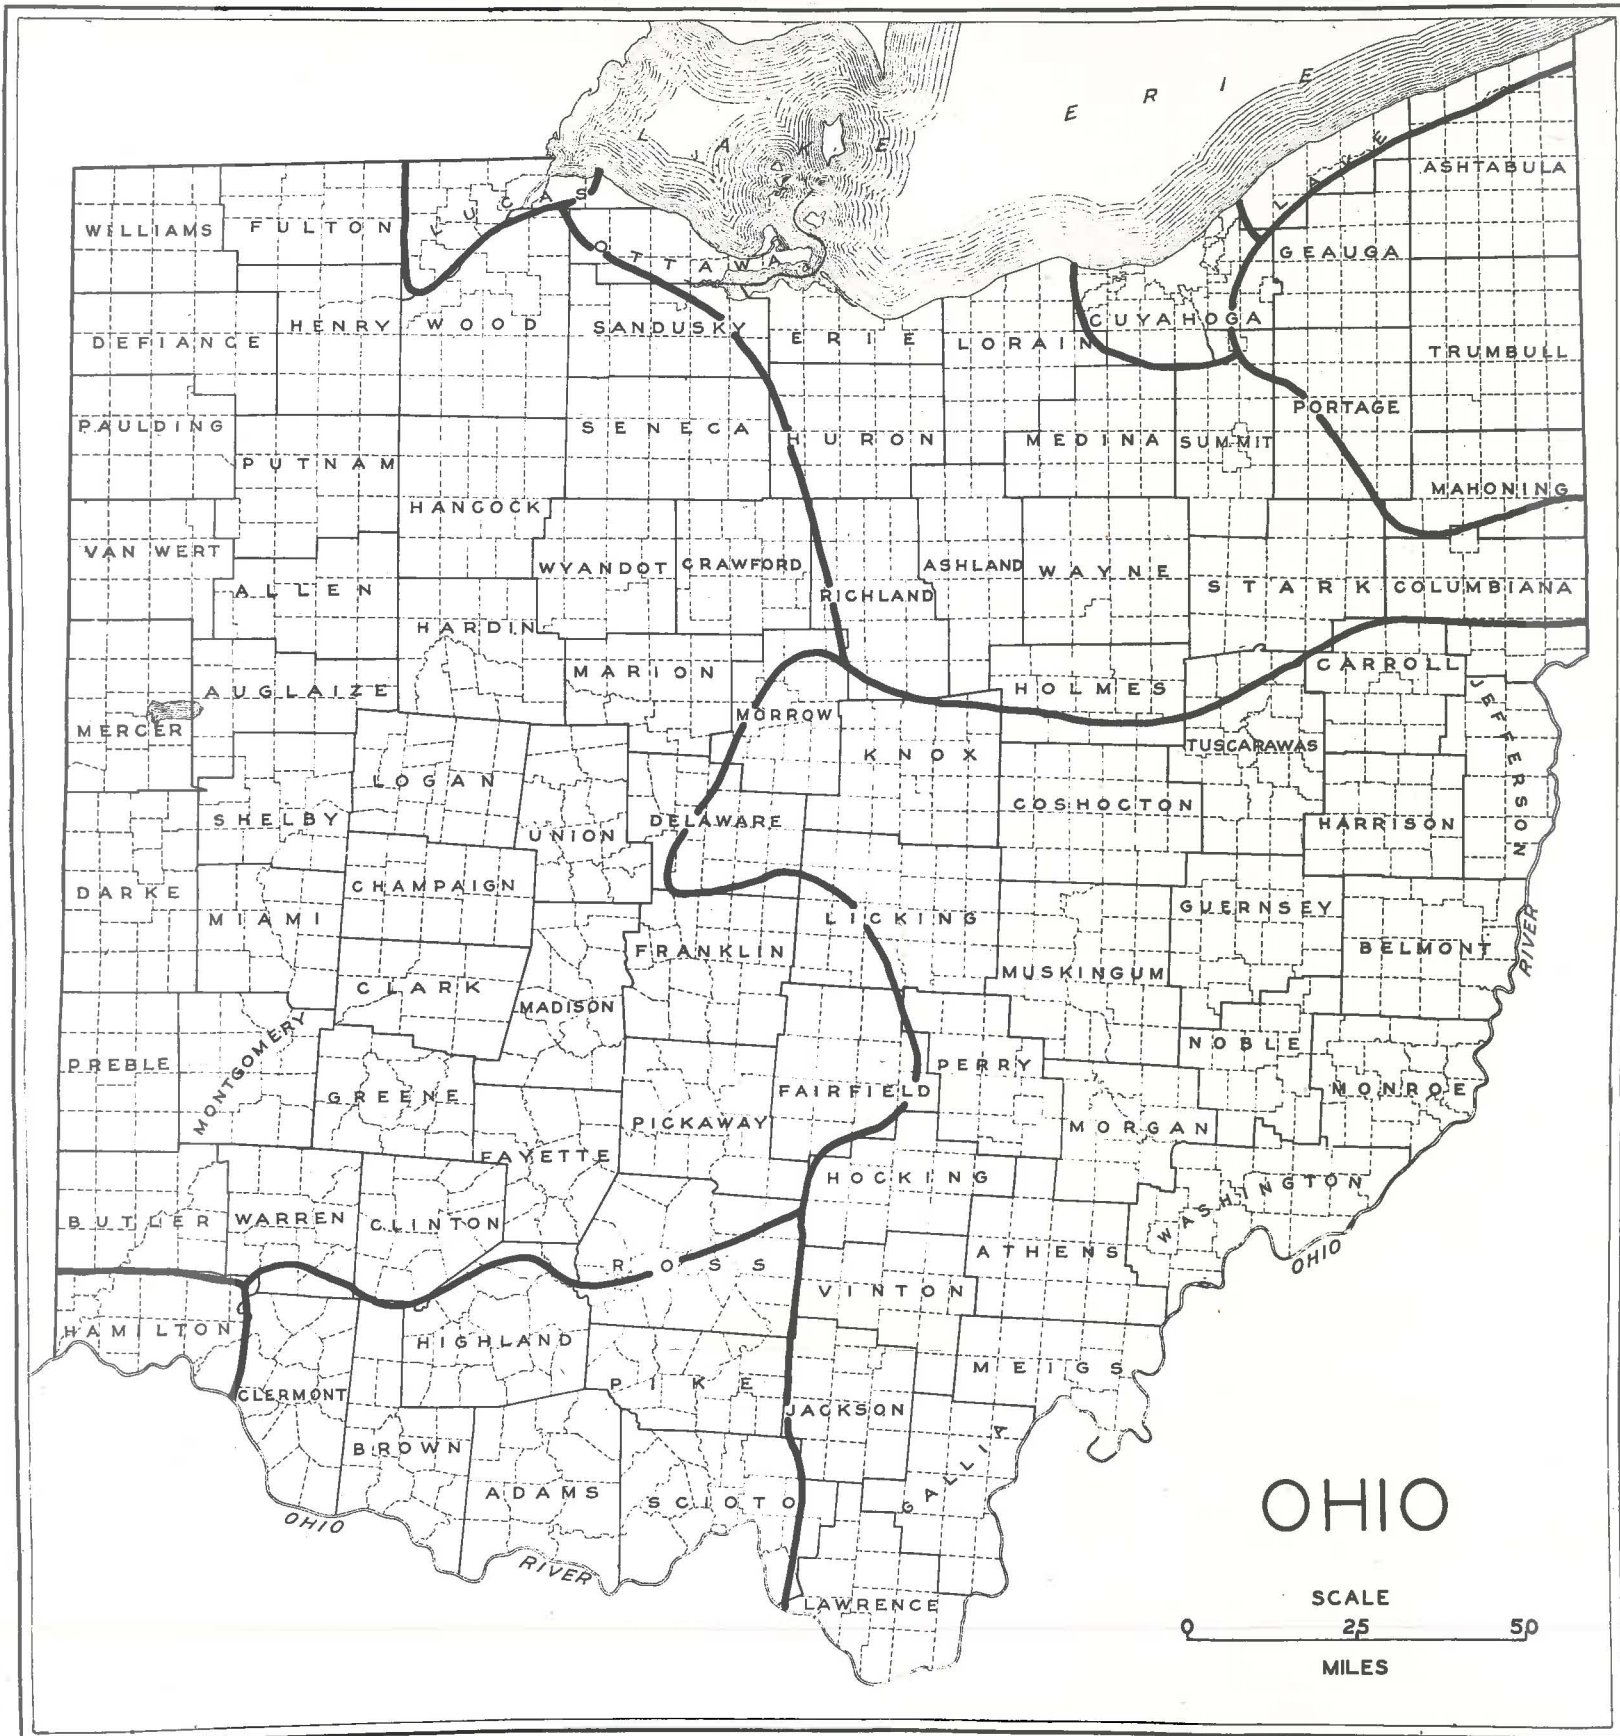 LAKE
ERIE
LAKE
ASHTABULA
WILLIAMS
FULTON
LUCAS
OTTAWA
GEAUGA
HENRY
WOOD
SANDUSKY
ERIE
LORAIN
CUYAHOGA
DEFIANCE
TRUMBULL
PAULDING
SENECA
HURON
MEDINA
SUMMIT
PORTAGE
PUTNAM
HANCOCK
MAHONING
VAN WERT
ALLEN
WYANDOT
CRAWFORD
RICHLAND
ASHLAND
WAYNE
STARK
COLUMBIANA
HARDIN
MARION
AUGLAIZE
MERCER
MORROW
HOLMES
CARROLL
JEFFERSON
KNOX
TUSCARAWAS
LOGAN
SHELBY
UNION
DELAWARE
COSHOCTON
HARRISON
DARKE
MIAMI
CHAMPAIGN
LICKING
GUERNSEY
BELMONT
RIVER
FRANKLIN
MUSKINGUM
CLARK
MADISON
NOBLE
PREBLE
MONTGOMERY
GREENE
PICKAWAY
FAIRFIELD
PERRY
MONROE
MORGAN
FAYETTE
HOCKING
WASHINGTON
BUTLER
WARREN
CLINTON
ATHENS
OHIO
ROSS
VINTON
HAMILTON
HIGHLAND
MEIGS
CLERMONT
PIKE
JACKSON
BROWN
ADAMS
SCIOTO
GALLIA
OHIO
RIVER
LAWRENCE
OHIO
SCALE
0 25 50
MILES